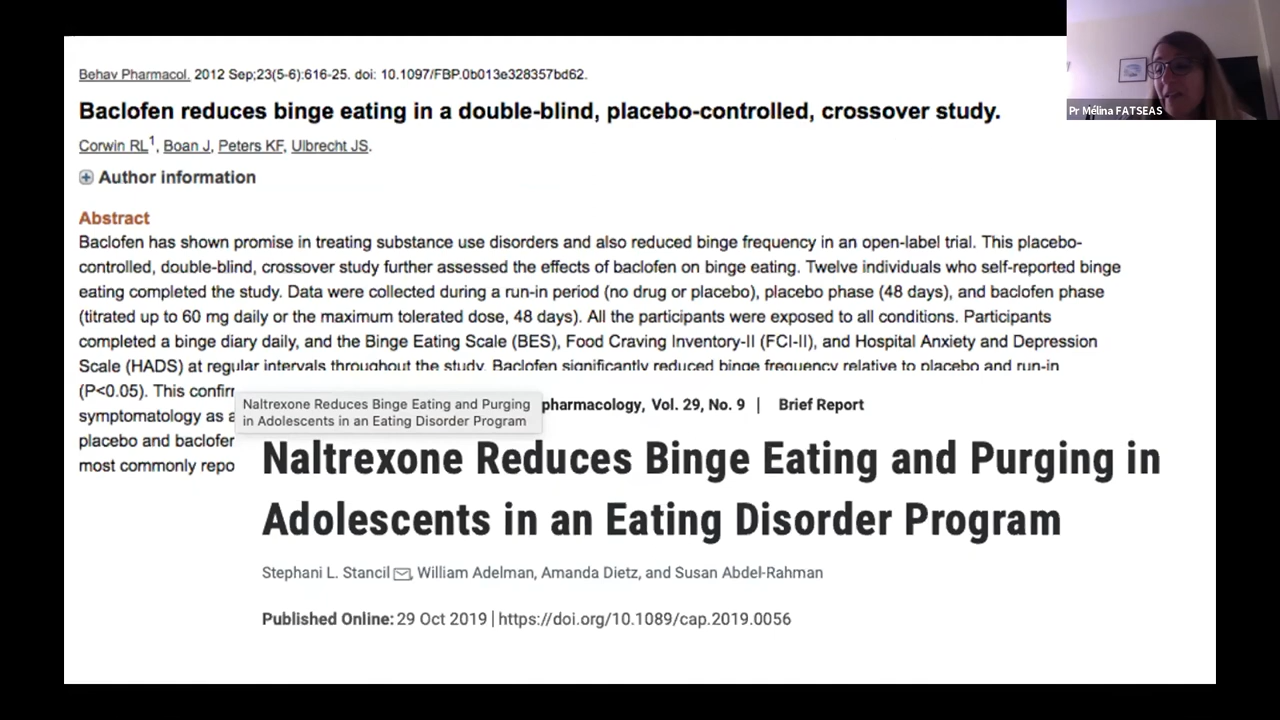 Behav Pharmacol. 2012 Sep;23(5-6):616-25. doi: 10.1097/FBP.0b013e328357bd62.
Pr Mélina FATSEAS
Baclofen reduces binge eating in a double-blind, placebo-controlled, crossover study.
Corwin RL1, Boan J, Peters KF, Ulbrecht JS.
Author information
Abstract
Baclofen has shown promise in treating substance use disorders and also reduced binge frequency in an open-label trial. This placebo-
controlled, double-blind, crossover study further assessed the effects of baclofen on binge eating. Twelve individuals who self-reported binge
eating completed the study. Data were collected during a run-in period (no drug or placebo), placebo phase (48 days), and baclofen phase
(titrated up to 60 mg daily or the maximum tolerated dose, 48 days). All the participants were exposed to all conditions. Participants
completed a binge diary daily, and the Binge Eating Scale (BES), Food Craving Inventory-II (FCI-II), and Hospital Anxiety and Depression
Scale (HADS) at regular intervals throughout the study. Baclofen significantly reduced binge frequency relative to placebo and run-in
(P<0.05). This confir
symptomatology as a
placebo and baclofen
most commonly repo
Naltrexone Reduces Binge Eating and Purging
in Adolescents in an Eating Disorder Program
pharmacology, Vol. 29, No. 9 | Brief Report
Naltrexone Reduces Binge Eating and Purging in
Adolescents in an Eating Disorder Program
Stephani L. Stancil, William Adelman, Amanda Dietz, and Susan Abdel-Rahman
Published Online: 29 Oct 2019 | https://doi.org/10.1089/cap.2019.0056